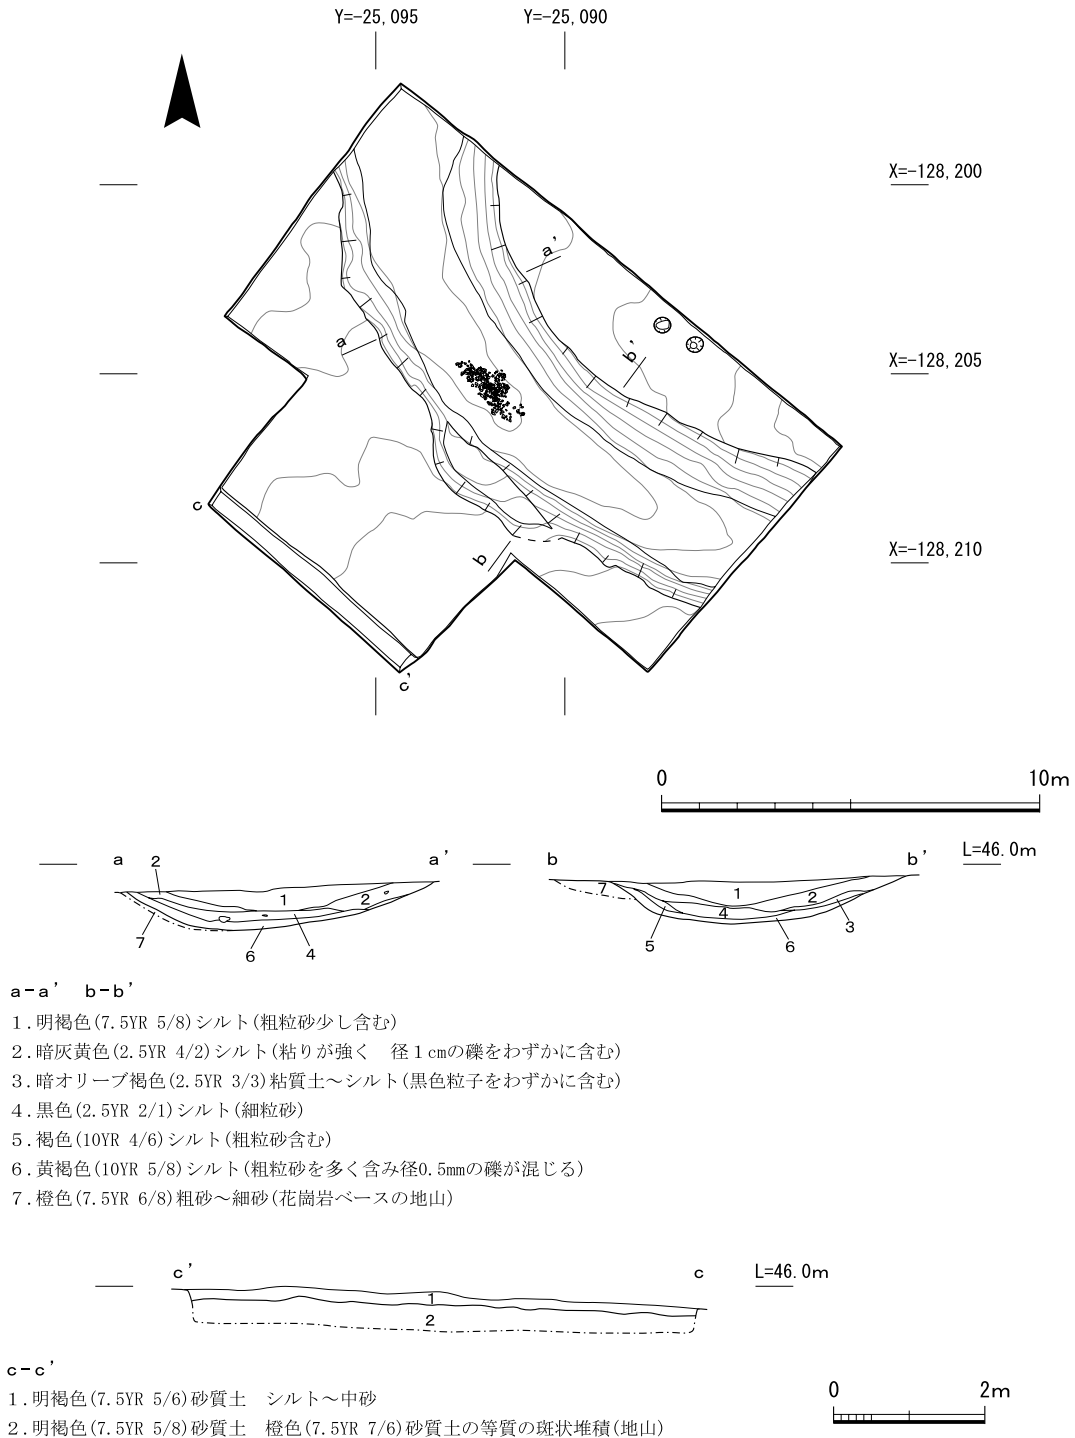 Y=-25,095
Y=-25,090
X=-128,200
a'
b'
a
X=-128,205
c
X=-128,210
b
c'
0 10m
a 2 a' b b' L=46.0m
1 2 7 1 2
4
7 6 4 5 6 3
a-a' b-b'
1.明褐色(7.5YR 5/8)シルト(粗粒砂少し含む)
2.暗灰黄色(2.5YR 4/2)シルト(粘りが強く 径1cmの礫をわずかに含む)
3.暗オリーブ褐色(2.5YR 3/3)粘質土～シルト(黒色粒子をわずかに含む)
4.黒色(2.5YR 2/1)シルト(細粒砂)
5.褐色(10YR 4/6)シルト(粗粒砂含む)
6.黄褐色(10YR 5/8)シルト(粗粒砂を多く含み径0.5mmの礫が混じる)
7.橙色(7.5YR 6/8)粗砂～細砂(花崗岩ベースの地山)
c' c L=46.0m
1
2
c-c'
1.明褐色(7.5YR 5/6)砂質土 シルト～中砂
2.明褐色(7.5YR 5/8)砂質土 橙色(7.5YR 7/6)砂質土の等質の斑状堆積(地山)
0 2m